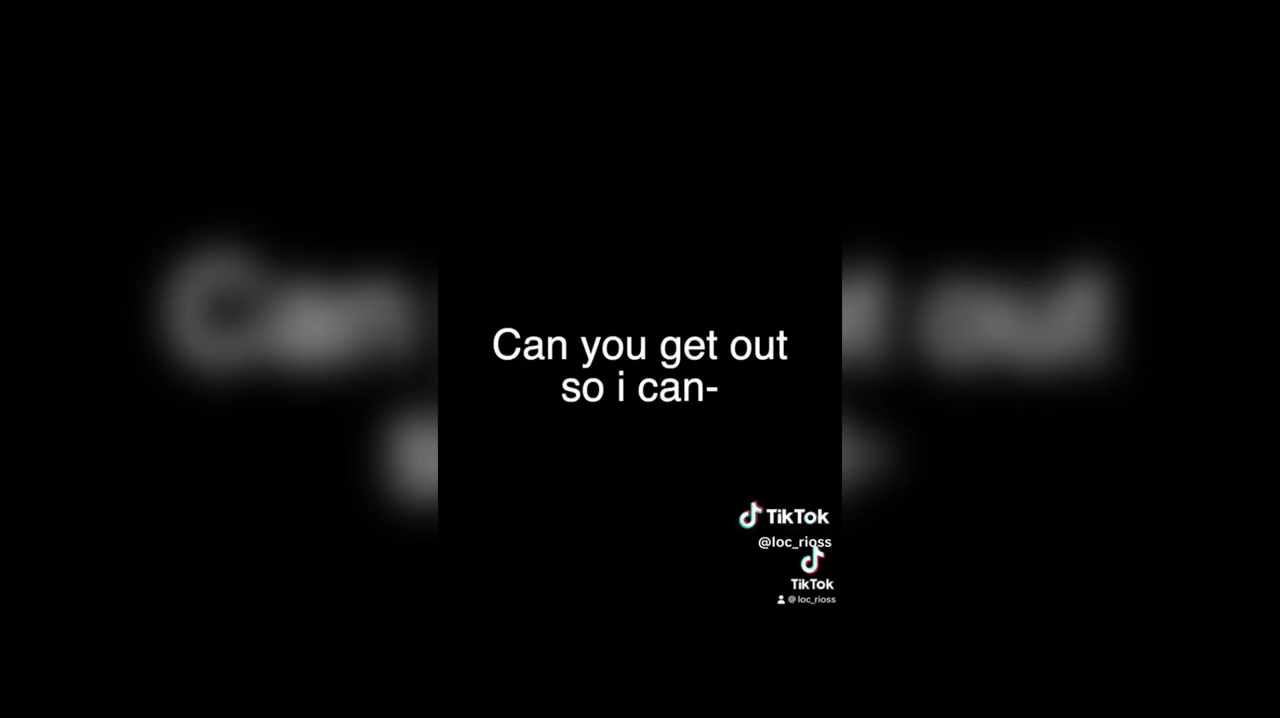 Can you get out
so i can-
TikTok
@loc_rioss
TikTok
@ loc_rioss